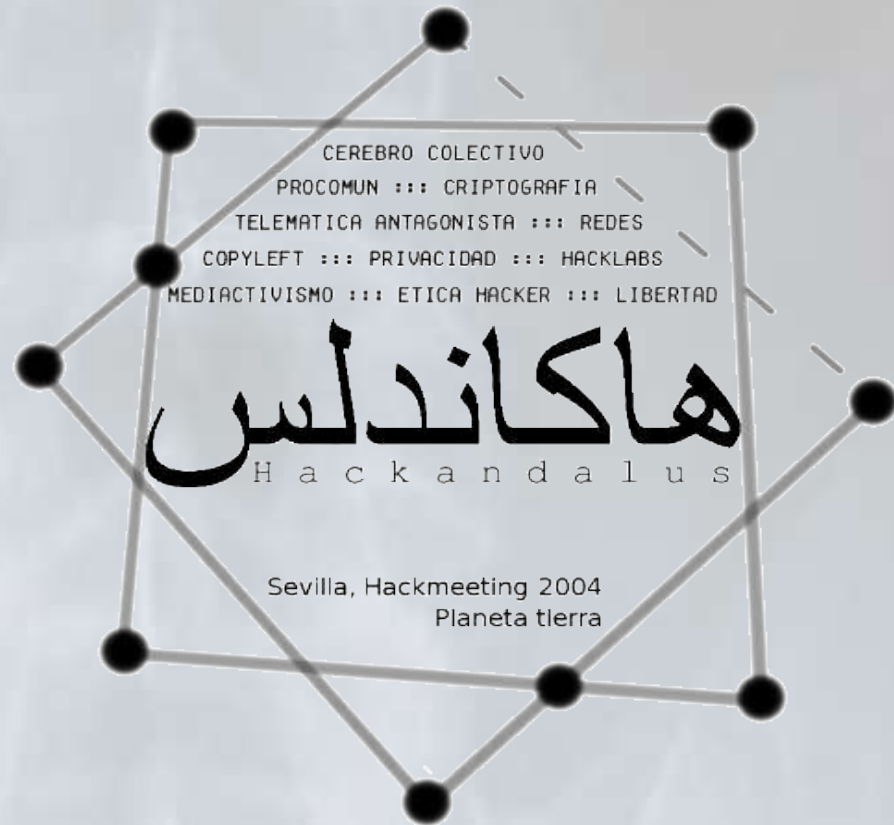 CEREBRO COLECTIVO
PROCOMUN ::: CRIPTOGRAFIA
TELEMATICA ANTAGONISTA ::: REDES
COPYLEFT ::: PRIVACIDAD ::: HACKLABS
MEDIACTIVISMO ::: ETICA HACKER ::: LIBERTAD
هاكاندلس
Hackandalus
Sevilla, Hackmeeting 2004
Planeta tIerra